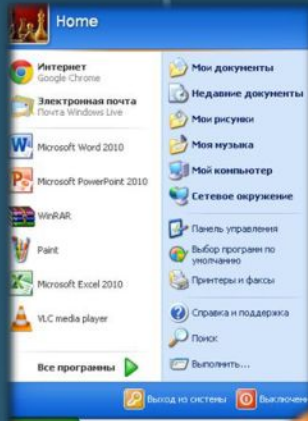 Home
Интернет
Google Chrome
Электронная почта
Почта Windows Live
Microsoft Word 2010
Microsoft PowerPoint 2010
WinRAR
Paint
Microsoft Excel 2010
VLC media player
Все программы
Мои документы
Недавние документы
Мои рисунки
Моя музыка
Мой компьютер
Сетевое окружение
Панель управления
Выбор программ по
умолчанию
Принтеры и факсы
Справка и поддержка
Поиск
Выполнить...
Выход из системы
Выключени